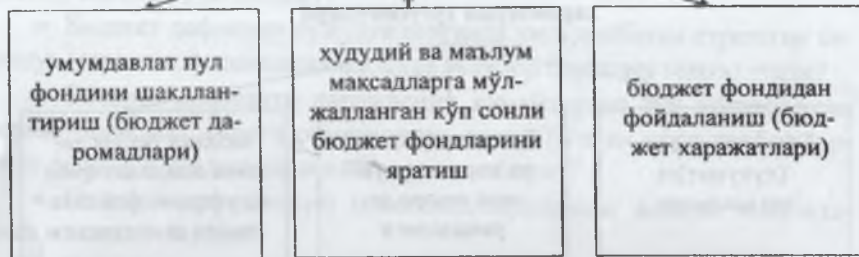 умумдавлат пул
фондини шакллан-
тириш (бюджет да-
ромадлари)
ҳудудий ва маълум
максадларга мўл-
жалланган кўп сонли
бюджет фондларини
яратиш
бюджет фондидан
фойдаланиш (бюд-
жет харажатлари)